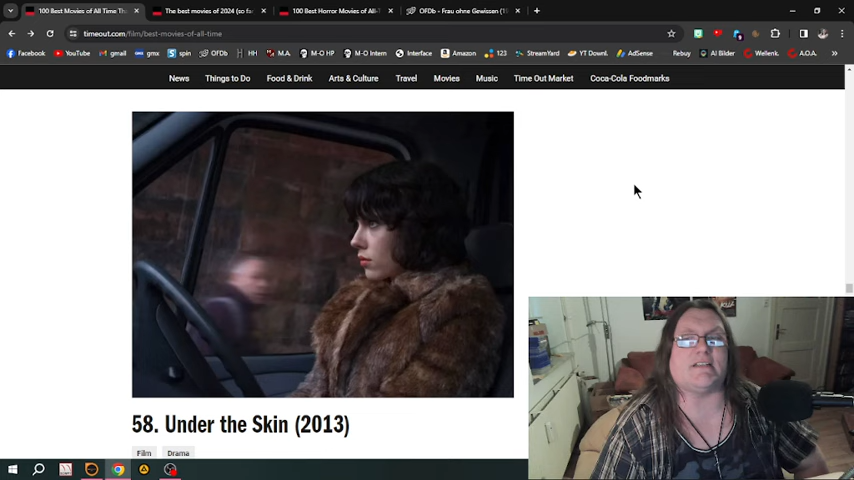 100 Best Movies of All Time Th
The best movies of 2024 (so fa
100 Best Horror Movies of All-T
OFDb - Frau ohne Gewissen (1
timeout.com/film/best-movies-of-all-time
Facebook YouTube gmail gmx spin OFDb M.A. M-O HP M-O Intern Interface Amazon 123 StreamYard YT Downl. AdSense Rebuy AI Bilder Wellenk. A.O.A.
News Things to Do Food & Drink Arts & Culture Travel Movies Music Time Out Market Coca-Cola Foodmarks
58. Under the Skin (2013)
Film Drama